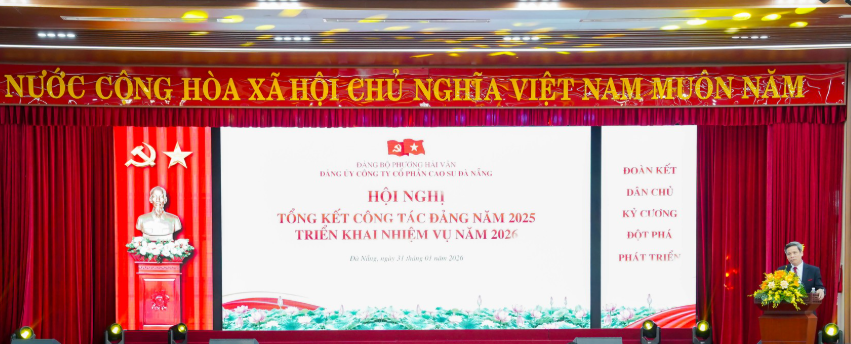 NƯỚC CỘNG HÒA XÃ HỘI CHỦ NGHĨA VIỆT NAM MUÔN NĂM
ĐẢNG BỘ PHƯỜNG HẢI VÂN
ĐẢNG ỦY CÔNG TY CỔ PHẦN CAO SU ĐÀ NẴNG
HỘI NGHỊ
TỔNG KẾT CÔNG TÁC ĐẢNG NĂM 2025
TRIỂN KHAI NHIỆM VỤ NĂM 2026
Đà Nẵng, ngày 31 tháng 01 năm 2026
ĐOÀN KẾT
DÂN CHỦ
KỶ CƯƠNG
ĐỘT PHÁ
PHÁT TRIỂN